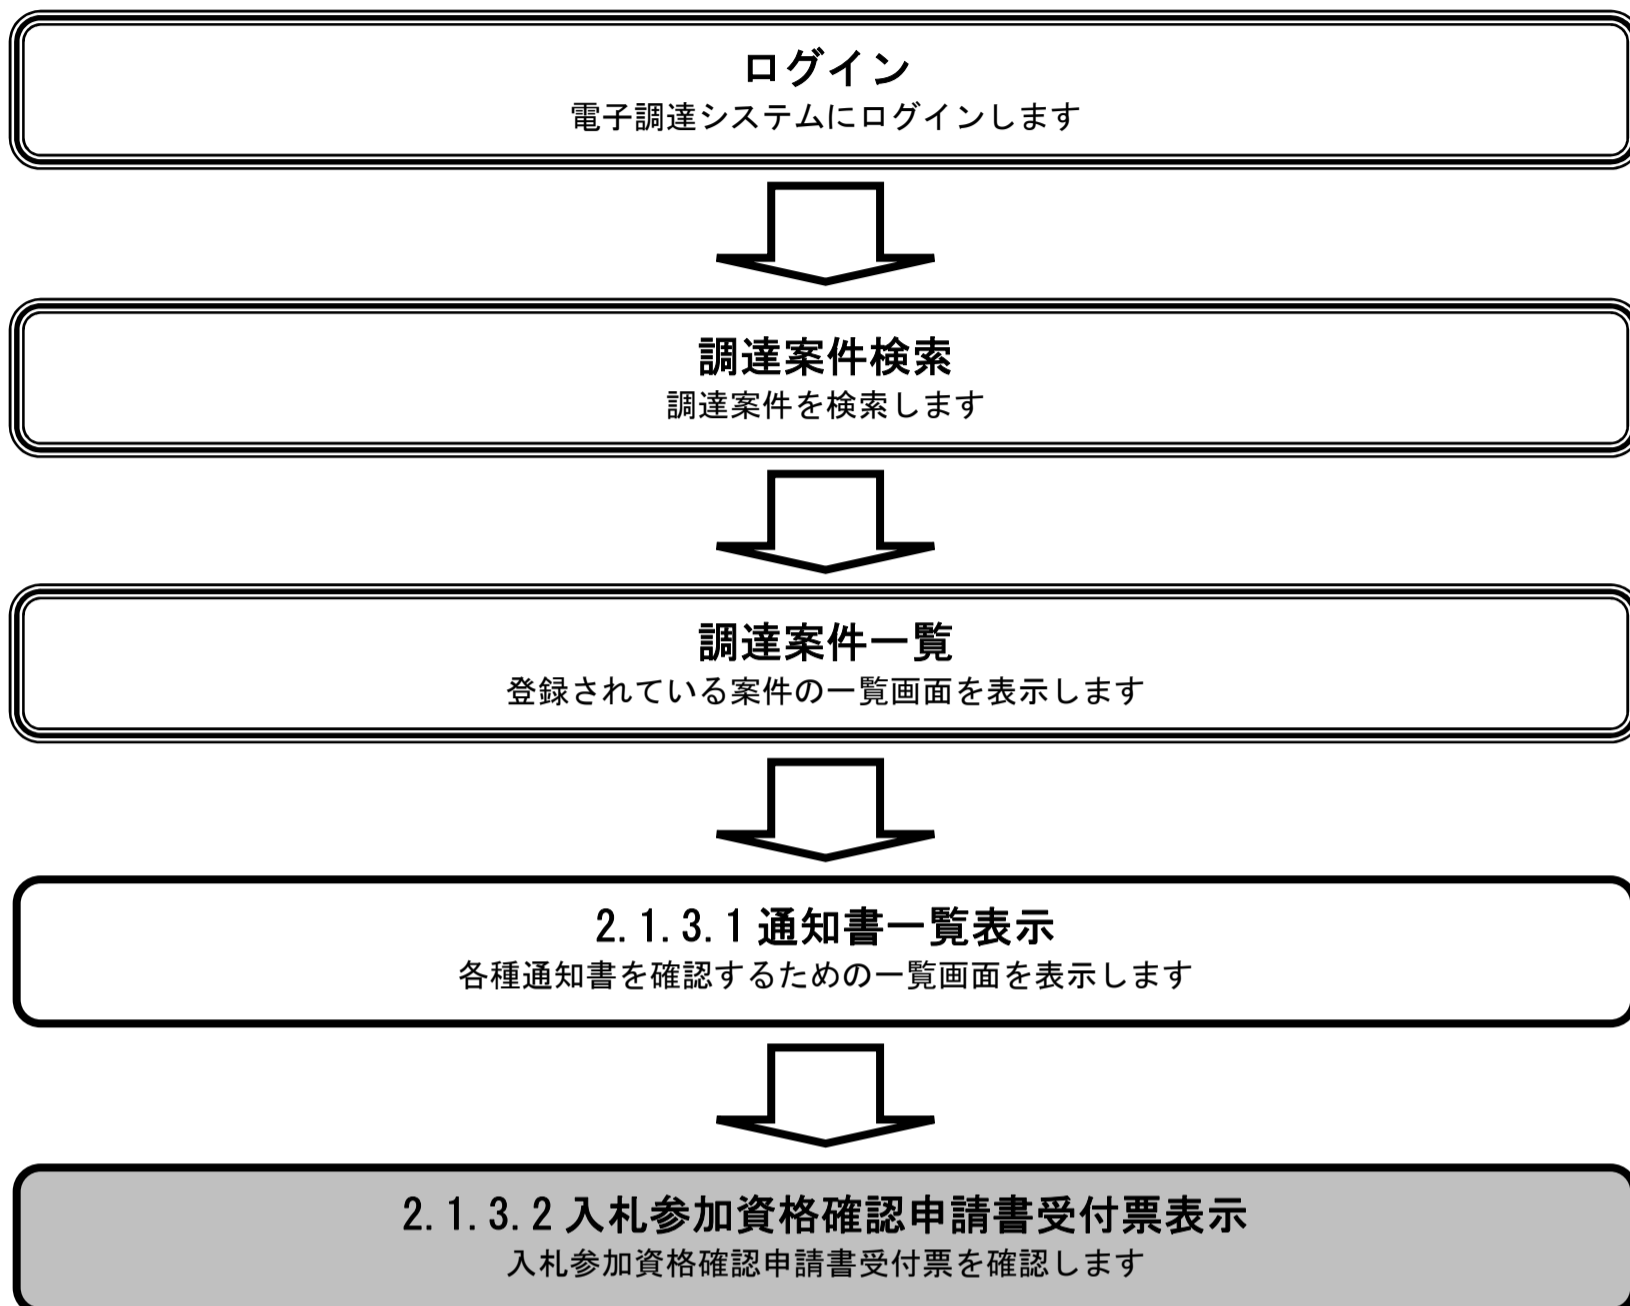 ログイン
電子調達システムにログインします
調達案件検索
調達案件を検索します
調達案件一覧
登録されている案件の一覧画面を表示します
2.1.3.1 通知書一覧表示
各種通知書を確認するための一覧画面を表示します
2.1.3.2 入札参加資格確認申請書受付票表示
入札参加資格確認申請書受付票を確認します